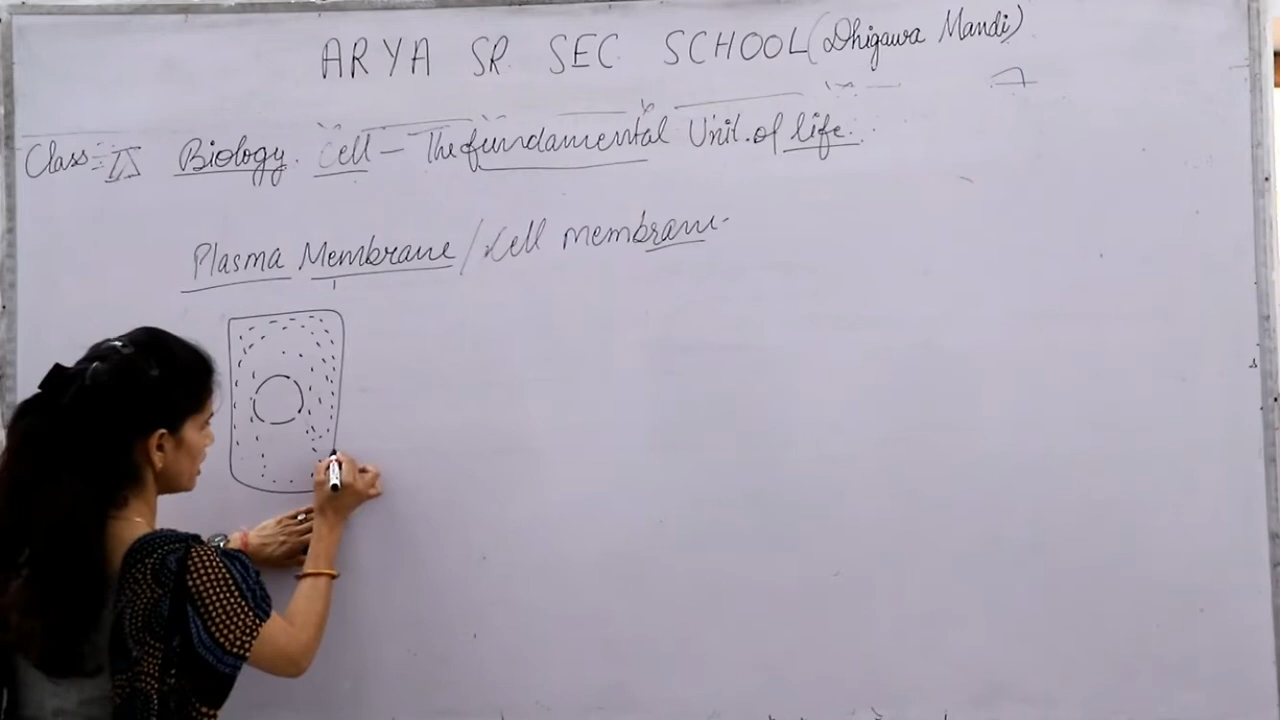 ARYA SR SEC SCHOOL (Dhigawa Mandi)
Class- IX Biology. Cell - The fundamental Unit of life.
Plasma Membrane / Cell membrane